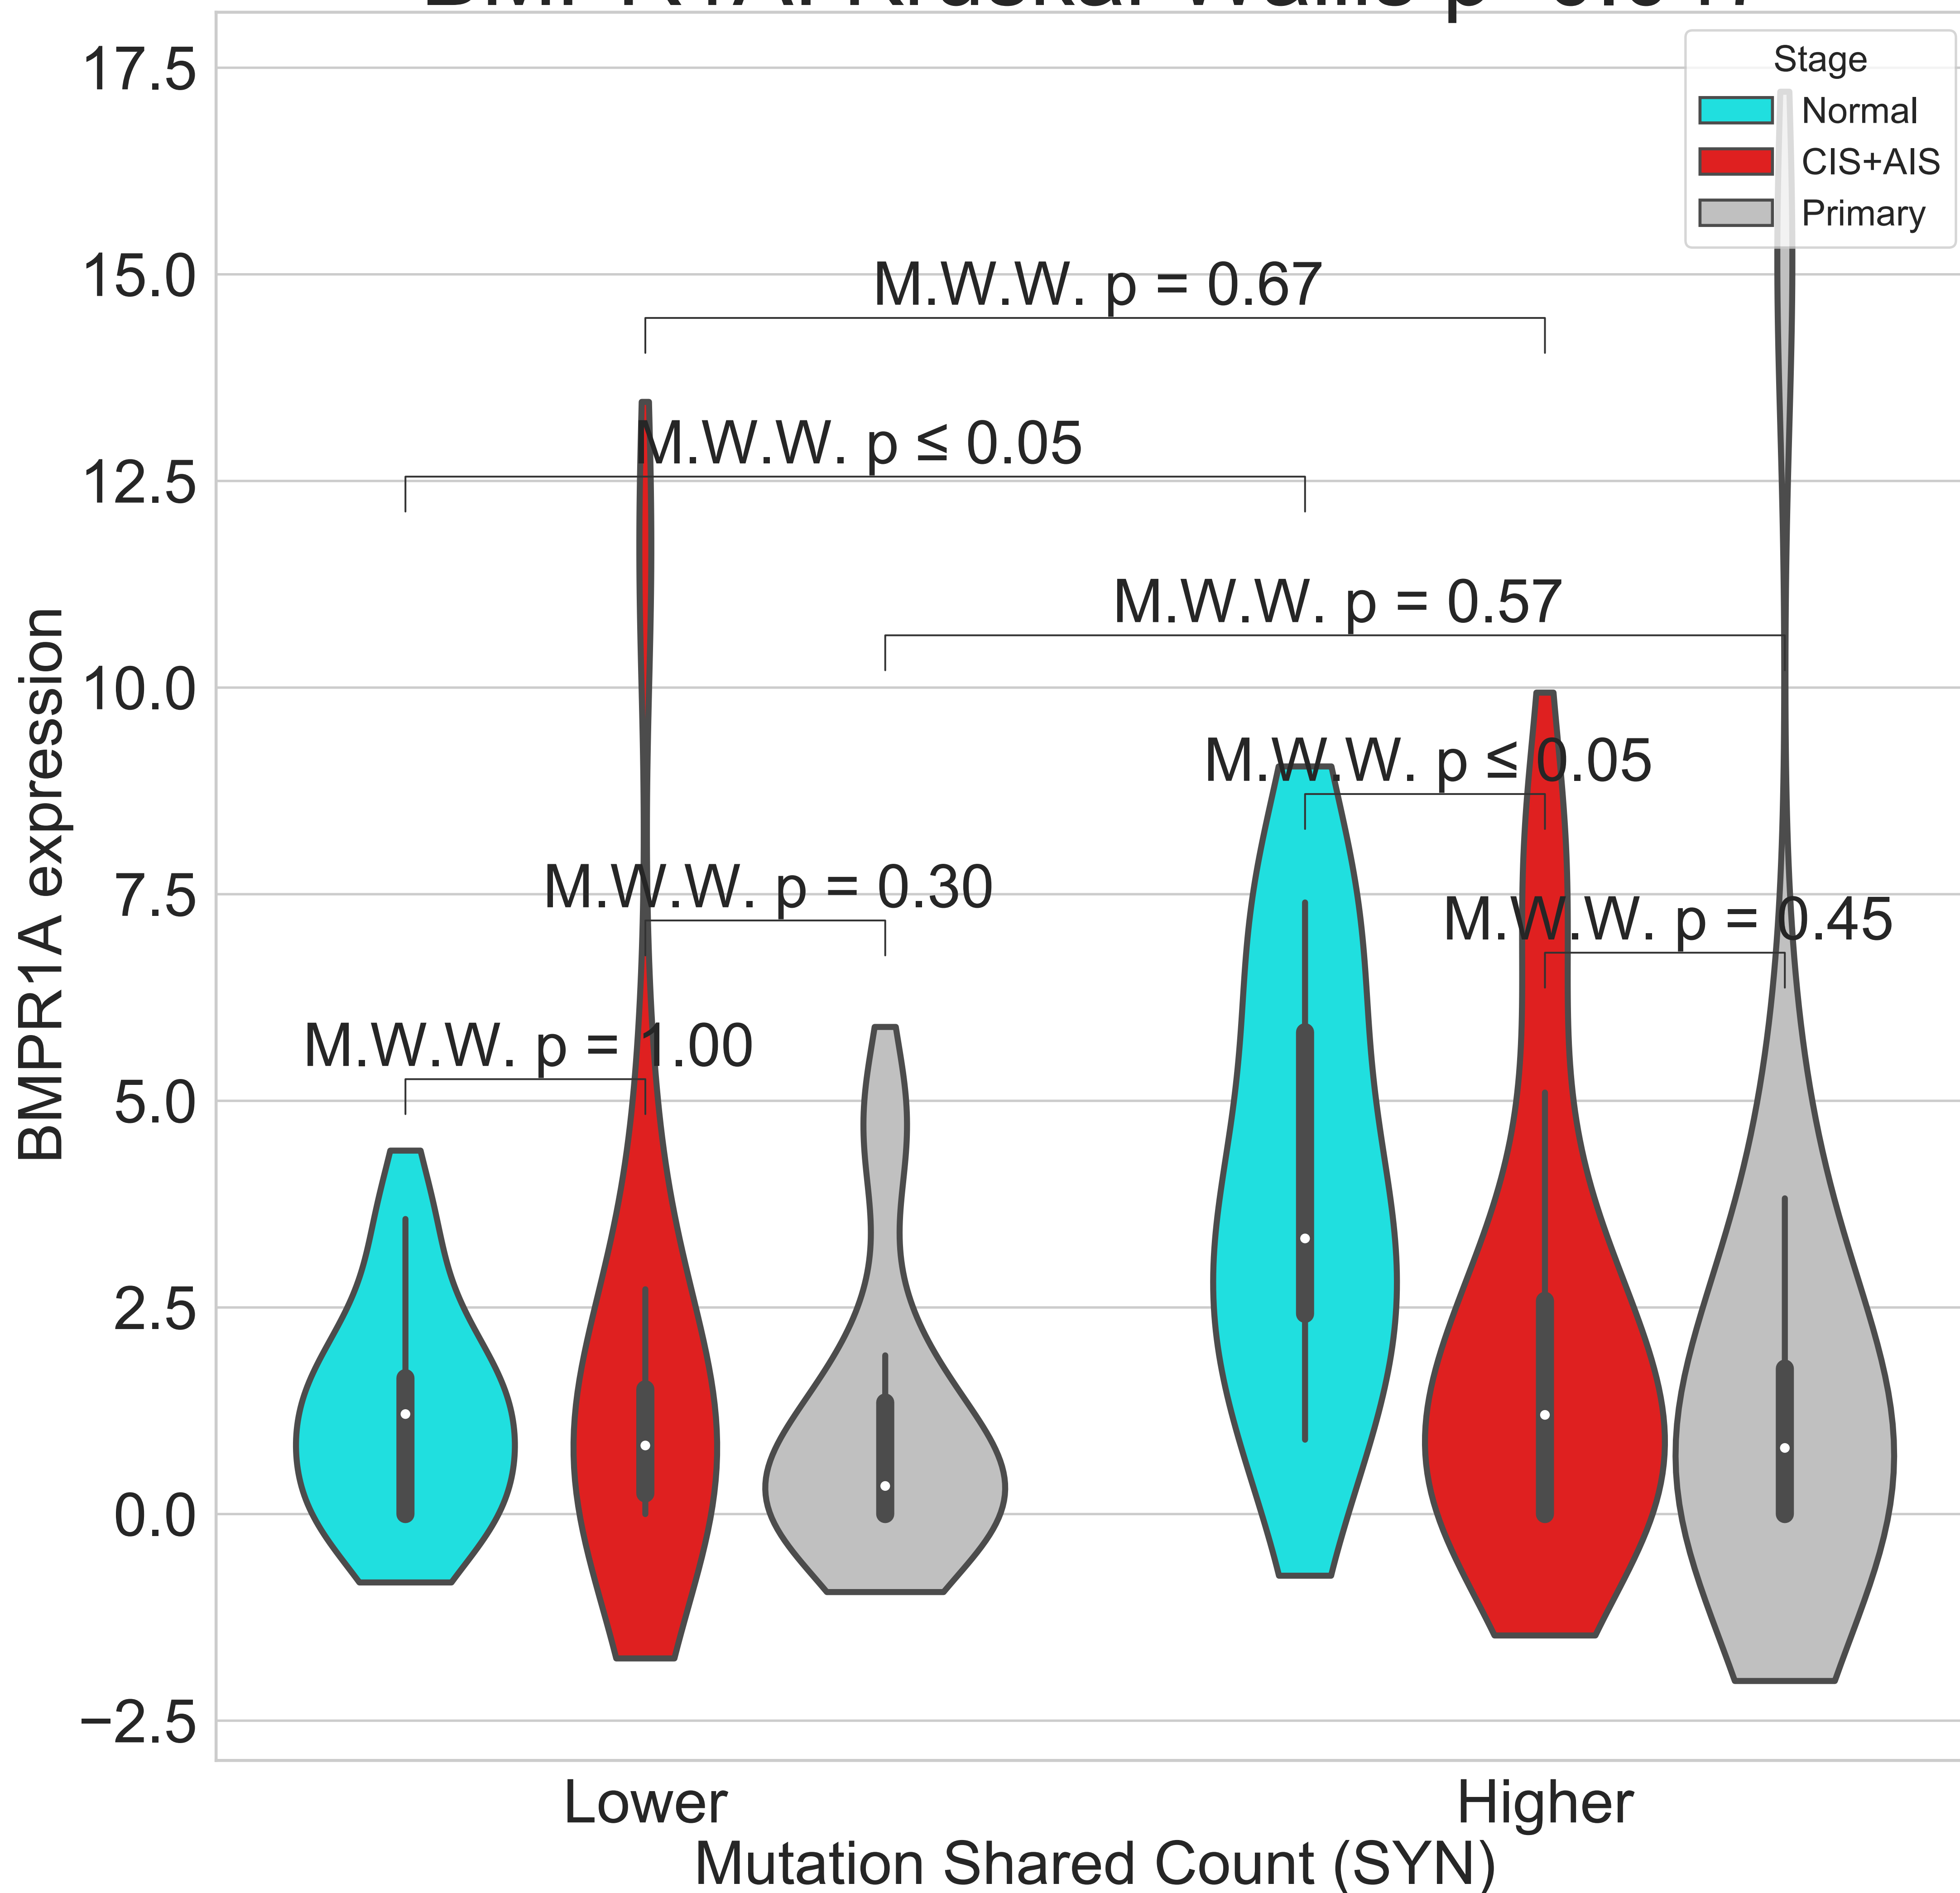 17.5
15.0
12.5
10.0
7.5
5.0
2.5
0.0
−2.5
BMPR1A expression
Stage
Normal
CIS+AIS
Primary
M.W.W. p = 0.67
M.W.W. p ≤ 0.05
M.W.W. p = 0.57
M.W.W. p ≤ 0.05
M.W.W. p = 0.30
M.W.W. p = 0.45
M.W.W. p = 1.00
Lower
Higher
Mutation Shared Count (SYN)